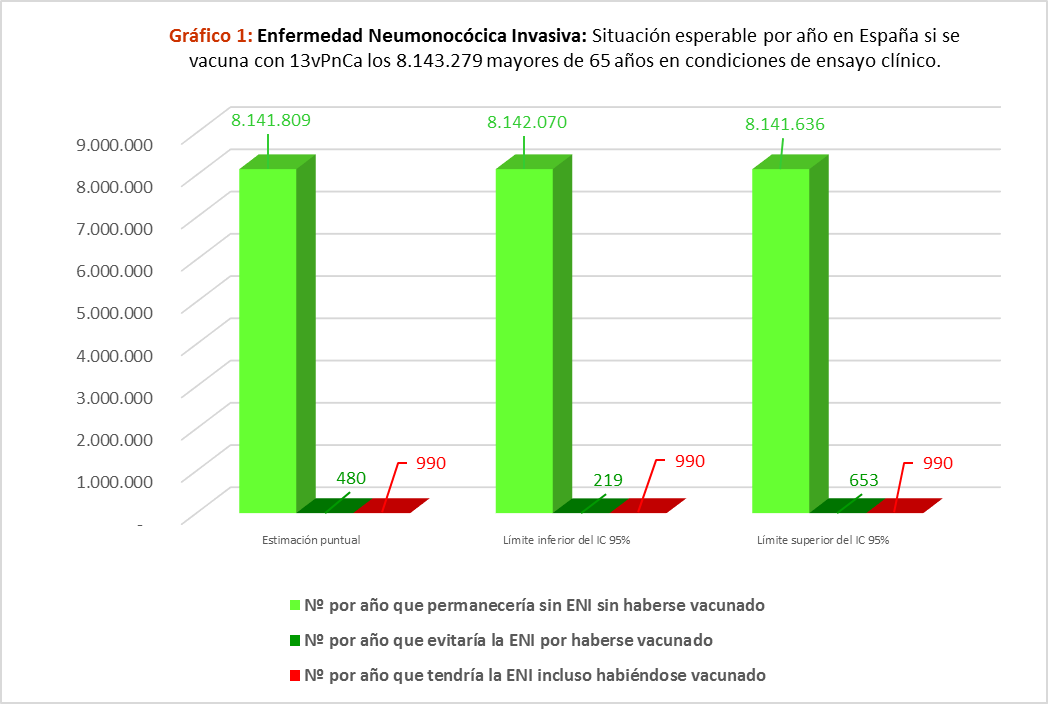 Gráfico 1: Enfermedad Neumonocócica Invasiva: Situación esperable por año en España si se
vacuna con 13vPnCa los 8.143.279 mayores de 65 años en condiciones de ensayo clínico.
8.141.809
8.142.070
8.141.636
9.000.000
8.000.000
7.000.000
6.000.000
5.000.000
4.000.000
3.000.000
2.000.000
1.000.000
-
480
990
219
990
653
990
Estimación puntual
Límite inferior del IC 95%
Límite superior del IC 95%
Nº por año que permanecería sin ENI sin haberse vacunado
Nº por año que evitaría la ENI por haberse vacunado
Nº por año que tendría la ENI incluso habiéndose vacunado